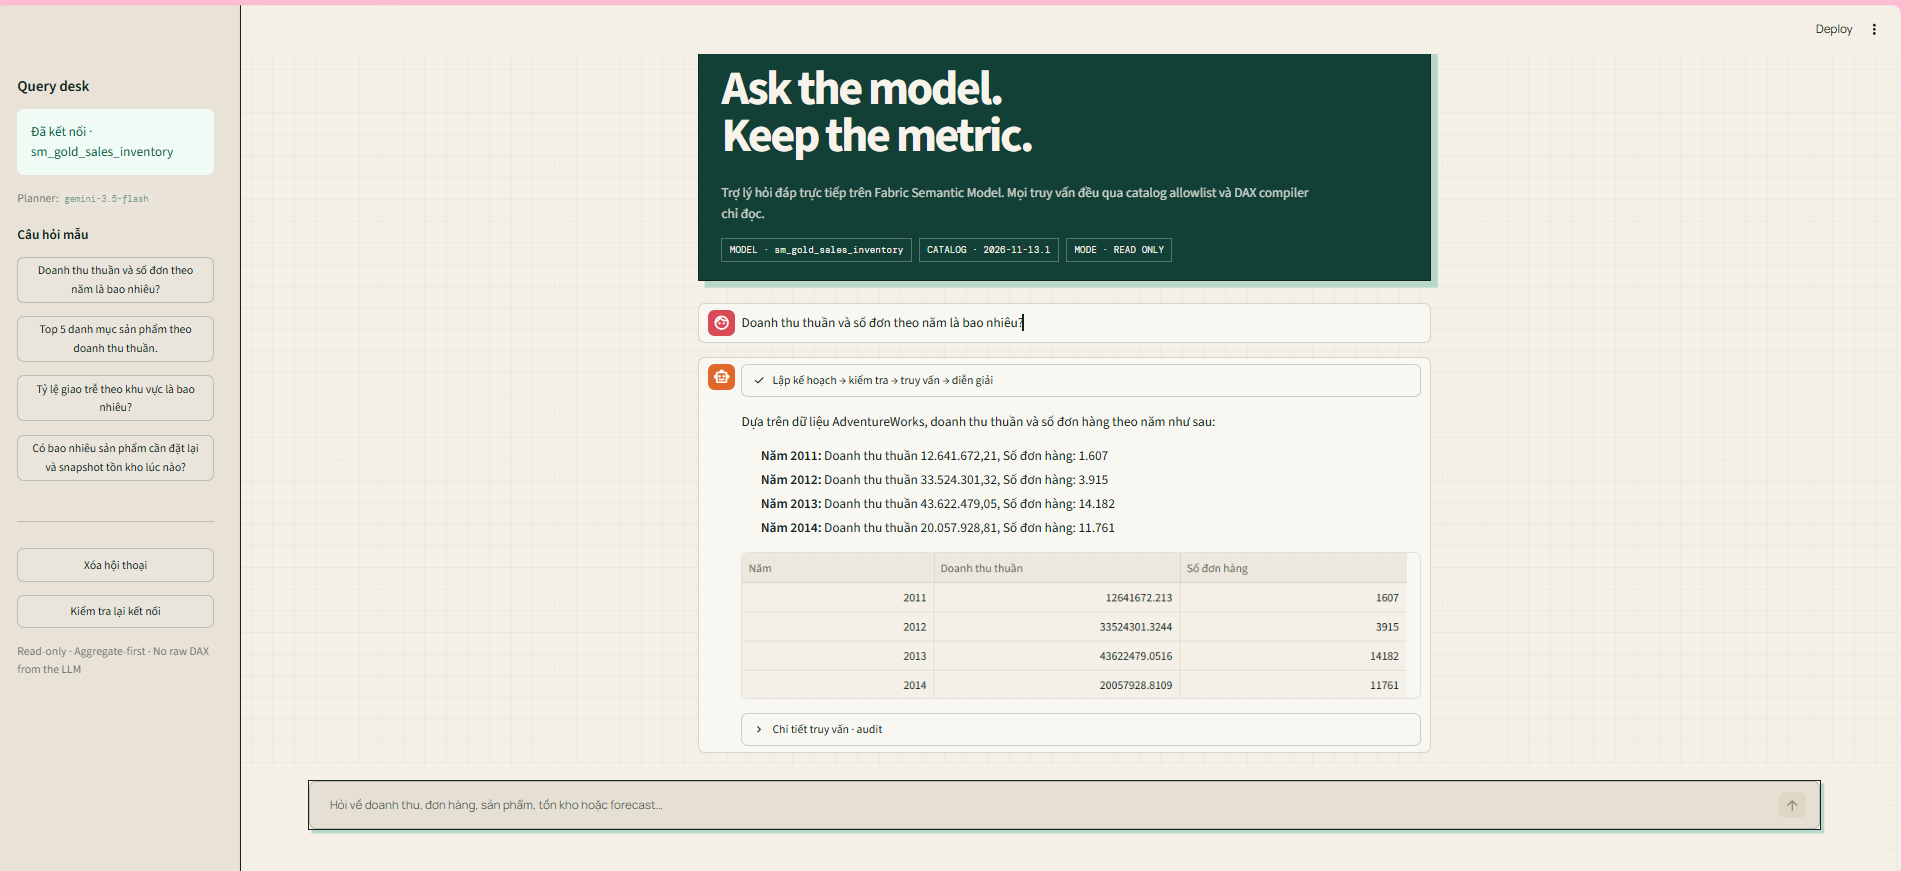 Deploy
Query desk
Đã kết nối ·
sm_gold_sales_inventory
Planner: gemini-3.5-flash
Câu hỏi mẫu
Doanh thu thuần và số đơn theo
năm là bao nhiêu?
Top 5 danh mục sản phẩm theo
doanh thu thuần.
Tỷ lệ giao trễ theo khu vực là bao
nhiêu?
Có bao nhiêu sản phẩm cần đặt lại
và snapshot tồn kho lúc nào?
Xóa hội thoại
Kiểm tra lại kết nối
Read-only · Aggregate-first · No raw DAX
from the LLM
Ask the model.
Keep the metric.
Trợ lý hỏi đáp trực tiếp trên Fabric Semantic Model. Mọi truy vấn đều qua catalog allowlist và DAX compiler
chỉ đọc.
MODEL · sm_gold_sales_inventory CATALOG · 2026-11-13.1 MODE · READ ONLY
Doanh thu thuần và số đơn theo năm là bao nhiêu?
Lập kế hoạch → kiểm tra → truy vấn → diễn giải
Dựa trên dữ liệu AdventureWorks, doanh thu thuần và số đơn hàng theo năm như sau:
Năm 2011: Doanh thu thuần 12.641.672,21, Số đơn hàng: 1.607
Năm 2012: Doanh thu thuần 33.524.301,32, Số đơn hàng: 3.915
Năm 2013: Doanh thu thuần 43.622.479,05, Số đơn hàng: 14.182
Năm 2014: Doanh thu thuần 20.057.928,81, Số đơn hàng: 11.761
Năm Doanh thu thuần Số đơn hàng
2011 12641672.213 1607
2012 33524301.3244 3915
2013 43622479.0516 14182
2014 20057928.8109 11761
Chi tiết truy vấn · audit
Hỏi về doanh thu, đơn hàng, sản phẩm, tồn kho hoặc forecast...